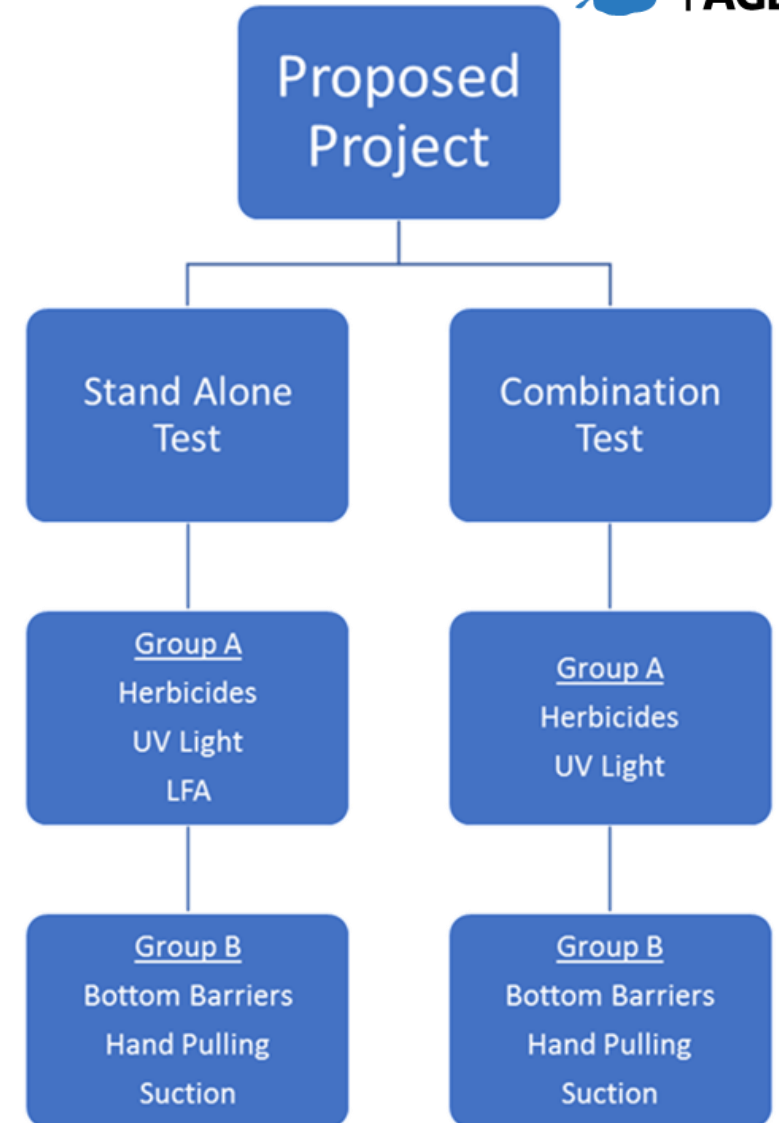 Proposed
Project
Stand Alone
Test
Combination
Test
Group A
Herbicides
UV Light
LFA
Group A
Herbicides
UV Light
Group B
Bottom Barriers
Hand Pulling
Suction
Group B
Bottom Barriers
Hand Pulling
Suction